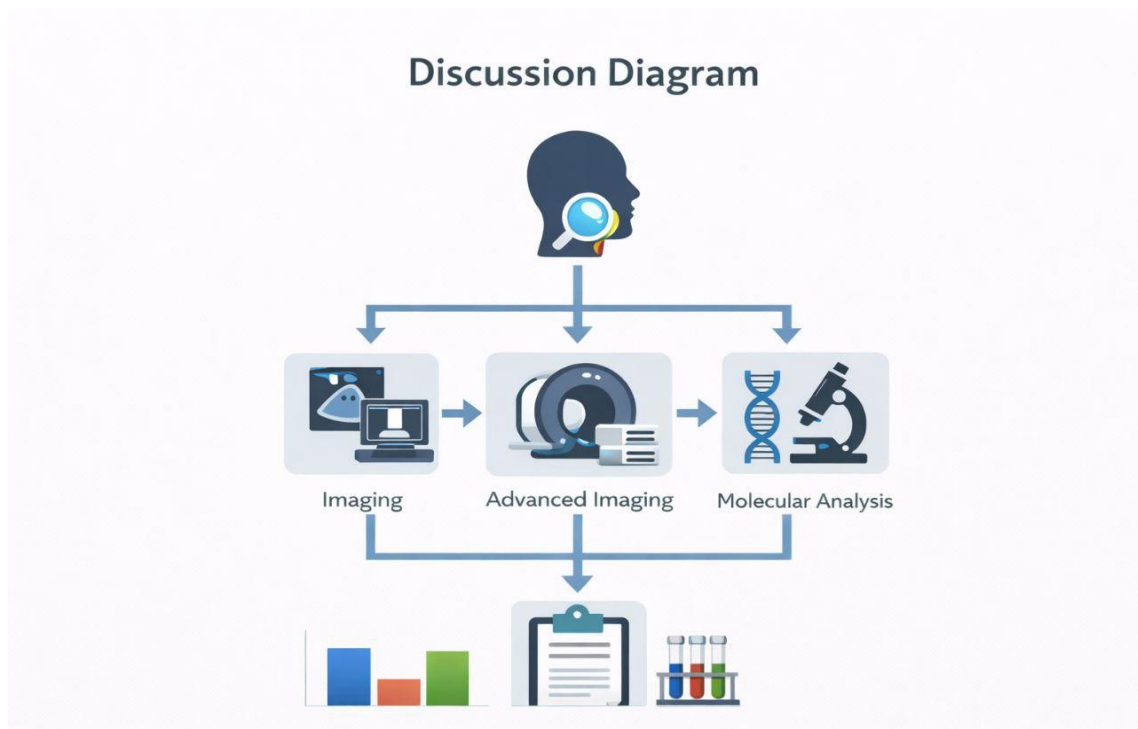 Discussion Diagram
Imaging
Advanced Imaging
Molecular Analysis